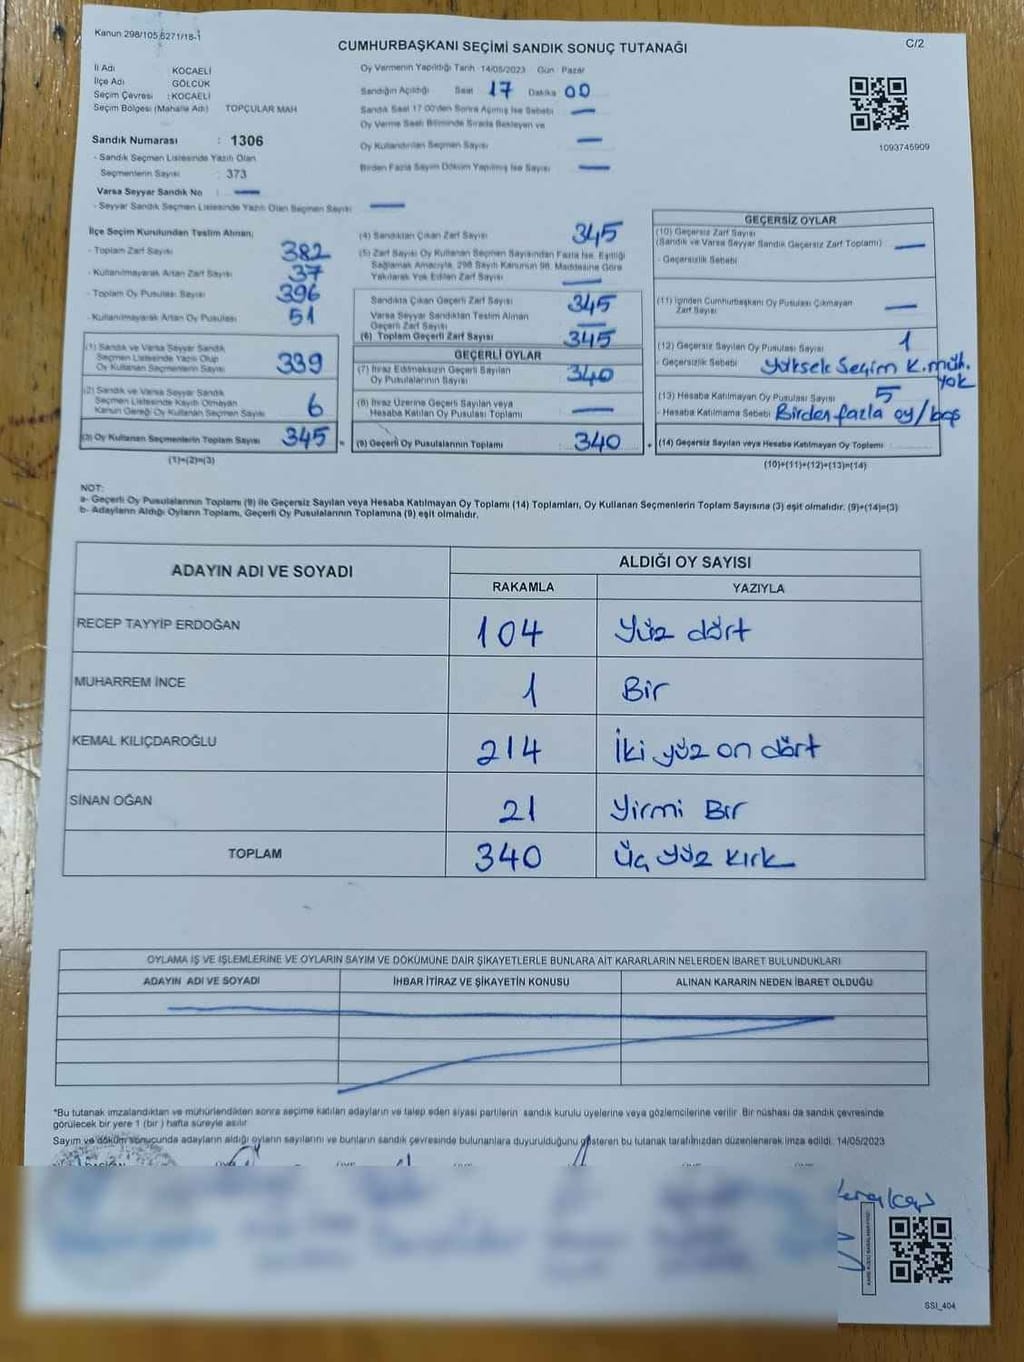 Kanun 298/105,6271/18-1
C/2
CUMHURBAŞKANI SEÇİMİ SANDIK SONUÇ TUTANAĞI
İl Adı : KOCAELİ
İlçe Adı : GÖLCÜK
Seçim Çevresi : KOCAELİ
Seçim Bölgesi (Mahalle Adı) TOPÇULAR MAH
Sandık Numarası : 1306
- Sandık Seçmen Listesinde Yazılı Olan
Seçmenlerin Sayısı : 373
Varsa Seyyar Sandık No : —
- Seyyar Sandık Seçmen Listesinde Yazılı Olan Seçmen Sayısı —
Oy Vermenin Yapıldığı Tarih 14/05/2023 Gün Pazar
Sandığın Açıldığı Saat 17 Dakika 00
Sandık Saat 17:00'den Sonra Açılmış İse Sebebi —
Oy Verme Saati Bitiminde Sırada Bekleyen ve
Oy Kullandırılan Seçmen Sayısı —
Birden Fazla Sayım Döküm Yapılmış İse Sayısı —
1093745909
İlçe Seçim Kurulundan Teslim Alınan;
- Toplam Zarf Sayısı 382
- Kullanılmayarak Artan Zarf Sayısı 37
- Toplam Oy Pusulası Sayısı 396
- Kullanılmayarak Artan Oy Pusulası 51
(1) Sandık ve Varsa Seyyar Sandık
Seçmen Listesinde Yazılı Olup
Oy Kullanan Seçmenlerin Sayısı 339
(2) Sandık ve Varsa Seyyar Sandık
Seçmen Listesinde Kayıtlı Olmayan
Kanun Gereği Oy Kullanan Seçmen Sayısı 6
(3) Oy Kullanan Seçmenlerin Toplam Sayısı 345
(1)+(2)=(3)
(4) Sandıktan Çıkan Zarf Sayısı 345
(5) Zarf Sayısı Oy Kullanan Seçmen Sayısından Fazla İse, Eşitliği
Sağlamak Amacıyla, 298 Sayılı Kanunun 98. Maddesine Göre
Yakılarak Yok Edilen Zarf Sayısı —
Sandıkta Çıkan Geçerli Zarf Sayısı 345
Varsa Seyyar Sandıktan Teslim Alınan
Geçerli Zarf Sayısı —
(6) Toplam Geçerli Zarf Sayısı 345
GEÇERLİ OYLAR
(7) İtiraz Edilmeksizin Geçerli Sayılan
Oy Pusulalarının Sayısı 340
(8) İtiraz Üzerine Geçerli Sayılan veya
Hesaba Katılan Oy Pusulası Toplamı —
(9) Geçerli Oy Pusulalarının Toplamı 340
GEÇERSİZ OYLAR
(10) Geçersiz Zarf Sayısı
(Sandık ve Varsa Seyyar Sandık Geçersiz Zarf Toplamı) —
- Geçersizlik Sebebi
(11) İçinden Cumhurbaşkanı Oy Pusulası Çıkmayan
Zarf Sayısı —
(12) Geçersiz Sayılan Oy Pusulası Sayısı 1
- Geçersizlik Sebebi Yüksek Seçim K. müh.
yok
(13) Hesaba Katılmayan Oy Pusulası Sayısı 5
- Hesaba Katılmama Sebebi Birden fazla oy/boş
(14) Geçersiz Sayılan veya Hesaba Katılmayan Oy Toplamı
(10)+(11)+(12)+(13)=(14)
NOT:
a- Geçerli Oy Pusulalarının Toplamı (9) ile Geçersiz Sayılan veya Hesaba Katılmayan Oy Toplamı (14) Toplamları, Oy Kullanan Seçmenlerin Toplam Sayısına (3) eşit olmalıdır. (9)+(14)=(3)
b- Adayların Aldığı Oyların Toplamı, Geçerli Oy Pusulalarının Toplamına (9) eşit olmalıdır.
ADAYIN ADI VE SOYADI
ALDIĞI OY SAYISI
RAKAMLA YAZIYLA
RECEP TAYYİP ERDOĞAN 104 Yüz dört
MUHARREM İNCE 1 Bir
KEMAL KILIÇDAROĞLU 214 İki yüz on dört
SİNAN OĞAN 21 Yirmi Bir
TOPLAM 340 Üç yüz kırk
OYLAMA İŞ VE İŞLEMLERİNE VE OYLARIN SAYIM VE DÖKÜMÜNE DAİR ŞİKAYETLERLE BUNLARA AİT KARARLARIN NELERDEN İBARET BULUNDUKLARI
ADAYIN ADI VE SOYADI İHBAR İTİRAZ VE ŞİKAYETİN KONUSU ALINAN KARARIN NEDEN İBARET OLDUĞU
*Bu tutanak imzalandıktan ve mühürlendikten sonra seçime katılan adayların ve talep eden siyasi partilerin sandık kurulu üyelerine veya gözlemcilerine verilir. Bir nüshası da sandık çevresinde
görülecek bir yere 1 (bir ) hafta süreyle asılır.
Sayım ve döküm sonucunda adayların aldığı oyların sayılarını ve bunların sandık çevresinde bulunanlara duyurulduğunu gösteren bu tutanak tarafımızdan düzenlenerek imza edildi. 14/05/2023
SSI_404